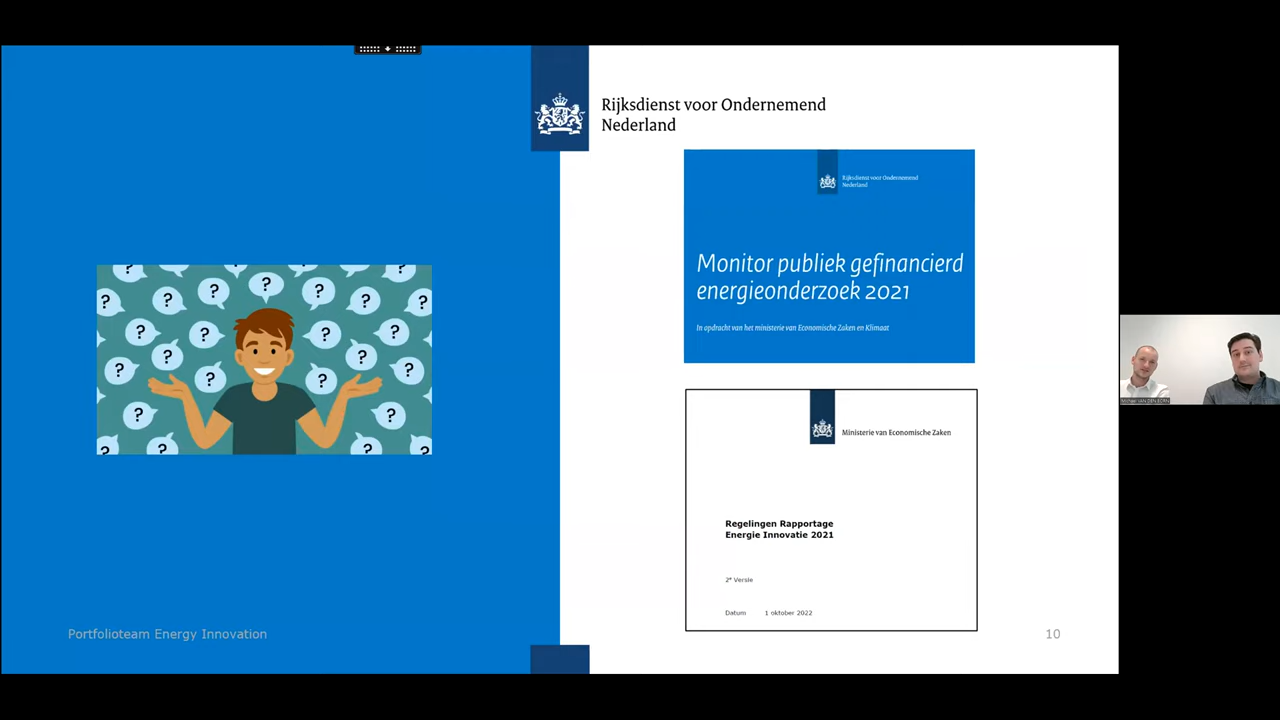 Rijksdienst voor Ondernemend
Nederland
Rijksdienst voor Ondernemend
Nederland
Monitor publiek gefinancierd
energieonderzoek 2021
In opdracht van het ministerie van Economische Zaken en Klimaat
Ministerie van Economische Zaken
Regelingen Rapportage
Energie Innovatie 2021
2e Versie
Datum 1 oktober 2022
Portfolioteam Energy Innovation
10